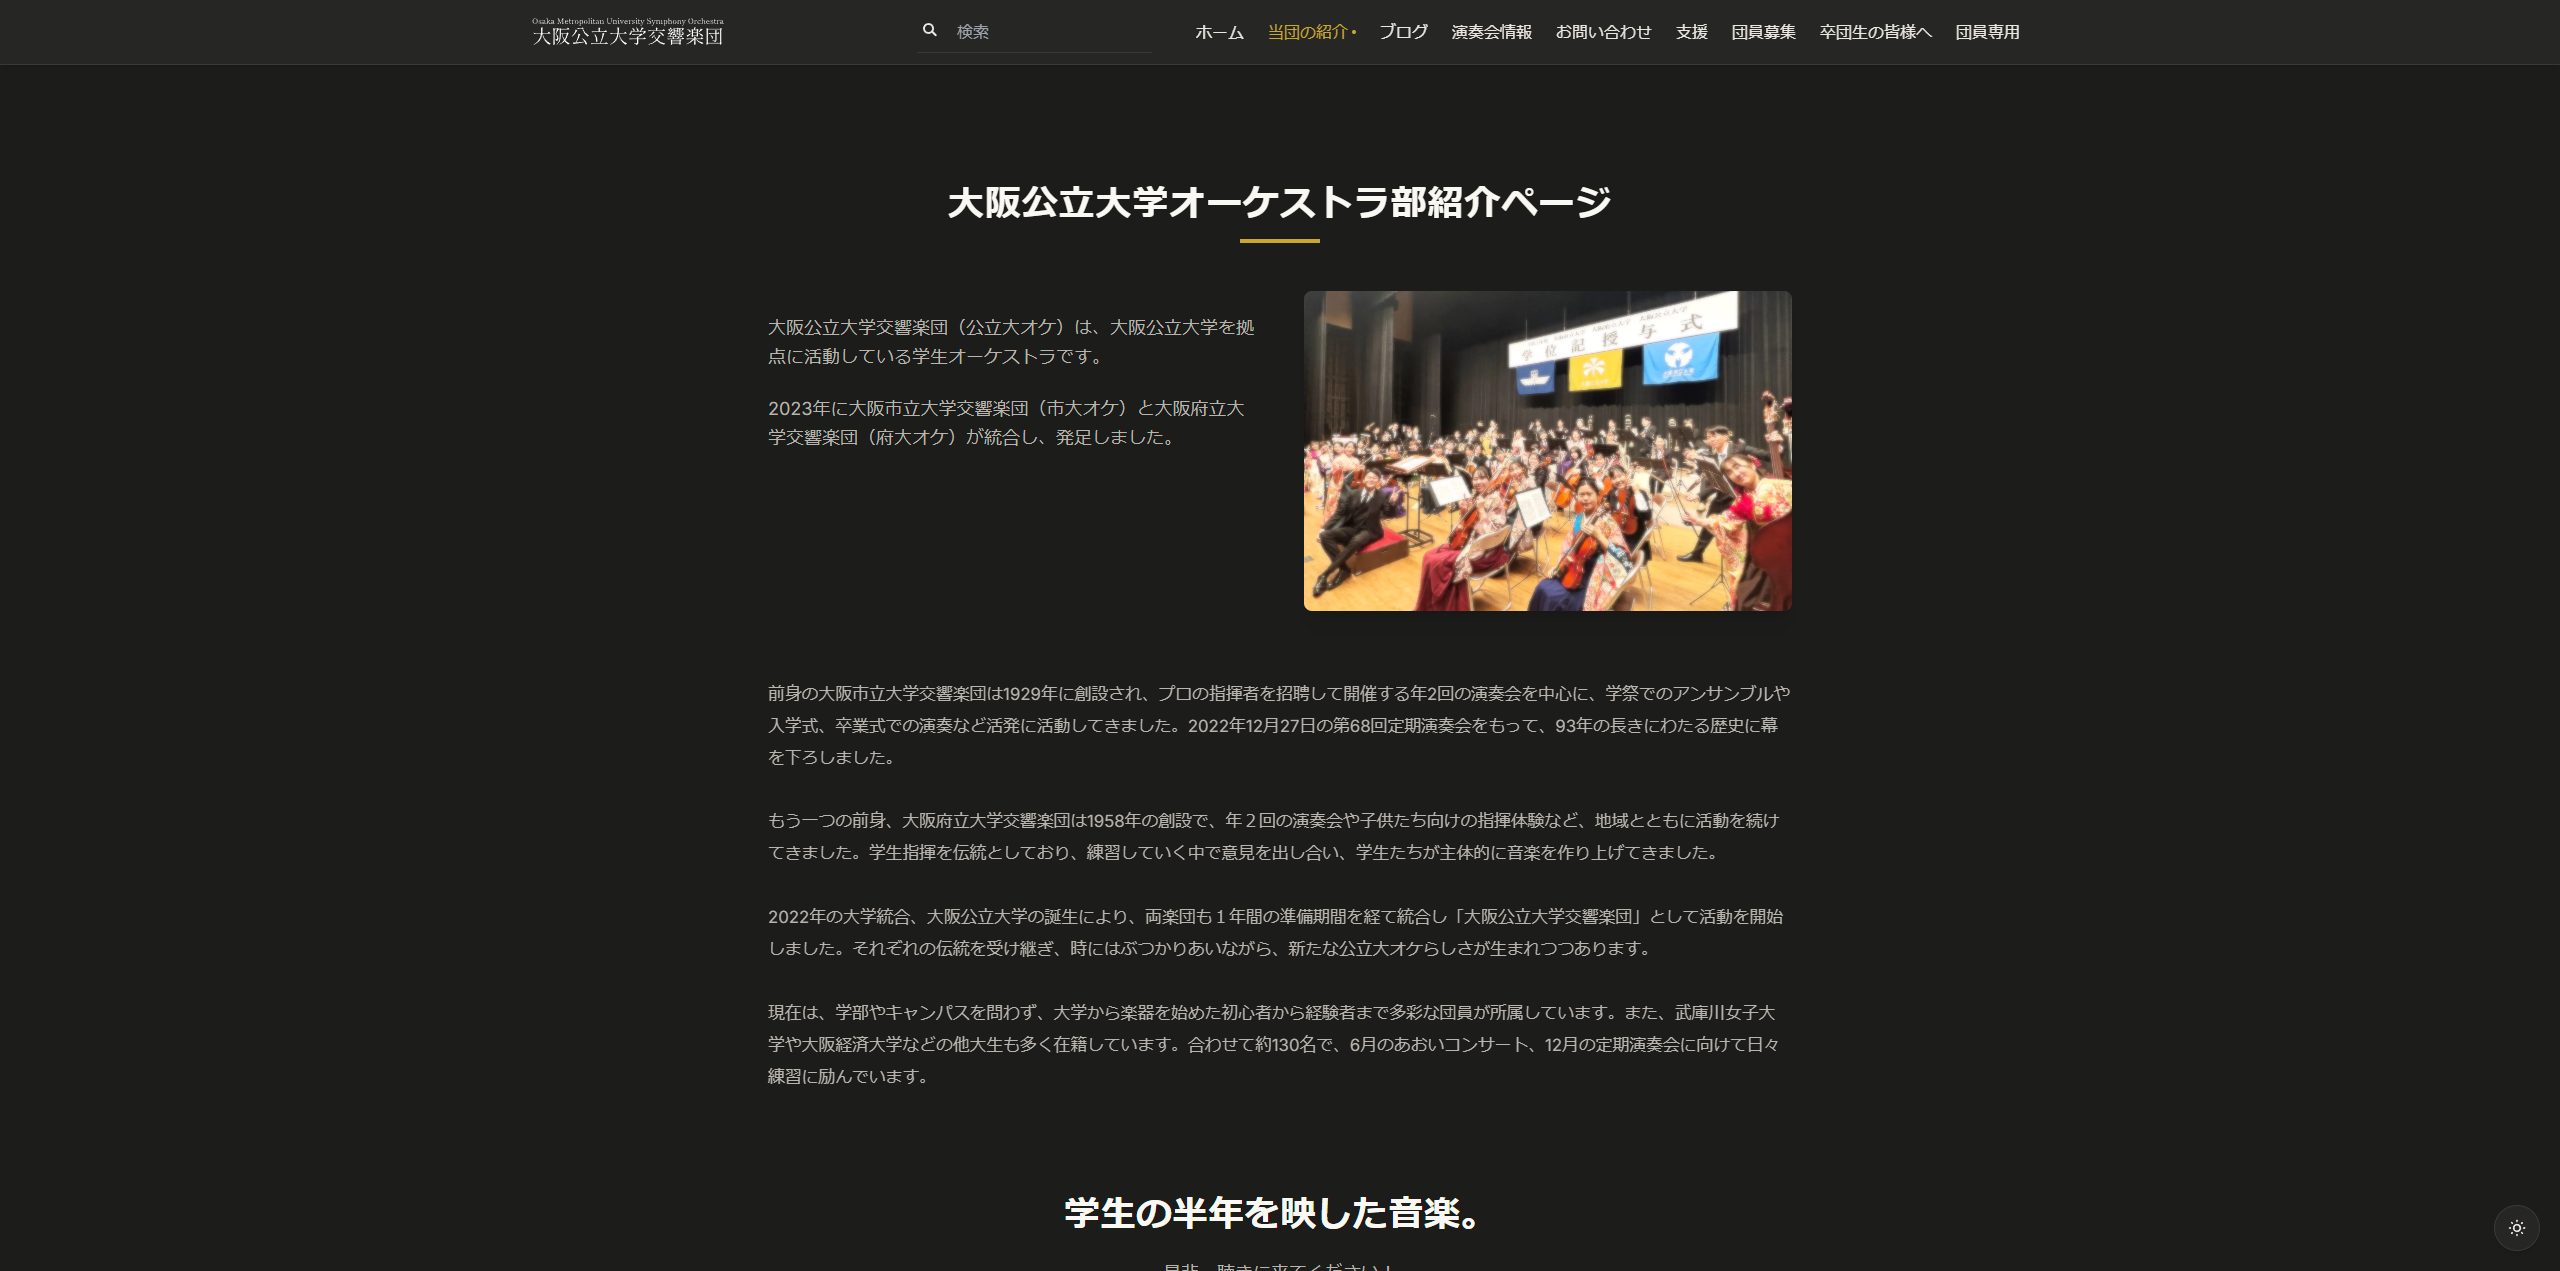 Osaka Metropolitan University Symphony Orchestra
大阪公立大学交響楽団
検索
ホーム
当団の紹介
ブログ
演奏会情報
お問い合わせ
支援
団員募集
卒団生の皆様へ
団員専用
大阪公立大学オーケストラ部紹介ページ
大阪公立大学交響楽団（公立大オケ）は、大阪公立大学を拠
点に活動している学生オーケストラです。
2023年に大阪市立大学交響楽団（市大オケ）と大阪府立大
学交響楽団（府大オケ）が統合し、発足しました。
学位記授与式
前身の大阪市立大学交響楽団は1929年に創設され、プロの指揮者を招聘して開催する年2回の演奏会を中心に、学祭でのアンサンブルや
入学式、卒業式での演奏など活発に活動してきました。2022年12月27日の第68回定期演奏会をもって、93年の長きにわたる歴史に幕
を下ろしました。
もう一つの前身、大阪府立大学交響楽団は1958年の創設で、年２回の演奏会や子供たち向けの指揮体験など、地域とともに活動を続け
てきました。学生指揮を伝統としており、練習していく中で意見を出し合い、学生たちが主体的に音楽を作り上げてきました。
2022年の大学統合、大阪公立大学の誕生により、両楽団も１年間の準備期間を経て統合し「大阪公立大学交響楽団」として活動を開始
しました。それぞれの伝統を受け継ぎ、時にはぶつかりあいながら、新たな公立大オケらしさが生まれつつあります。
現在は、学部やキャンパスを問わず、大学から楽器を始めた初心者から経験者まで多彩な団員が所属しています。また、武庫川女子大
学や大阪経済大学などの他大生も多く在籍しています。合わせて約130名で、6月のあおいコンサート、12月の定期演奏会に向けて日々
練習に励んでいます。
学生の半年を映した音楽。
是非、聴きに来てください！